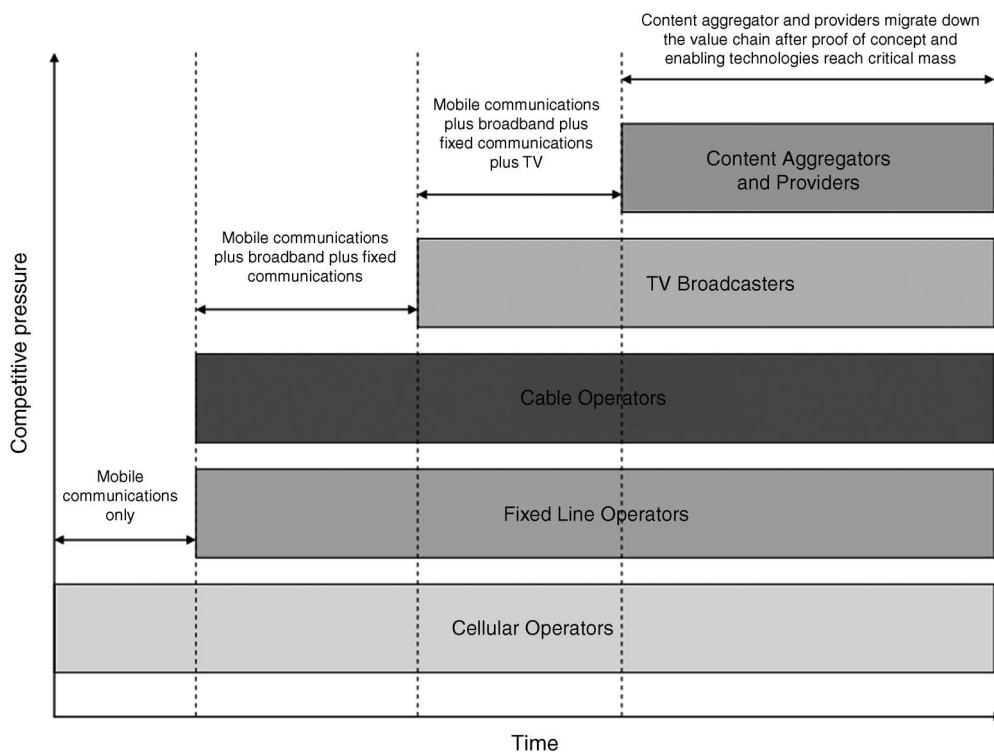 Content aggregator and providers migrate down
the value chain after proof of concept and
enabling technologies reach critical mass
Mobile communications
plus broadband plus
fixed communications
plus TV
Content Aggregators
and Providers
Mobile communications
plus broadband plus fixed
communications
TV Broadcasters
Competitive pressure
Cable Operators
Mobile
communications
only
Fixed Line Operators
Cellular Operators
Time